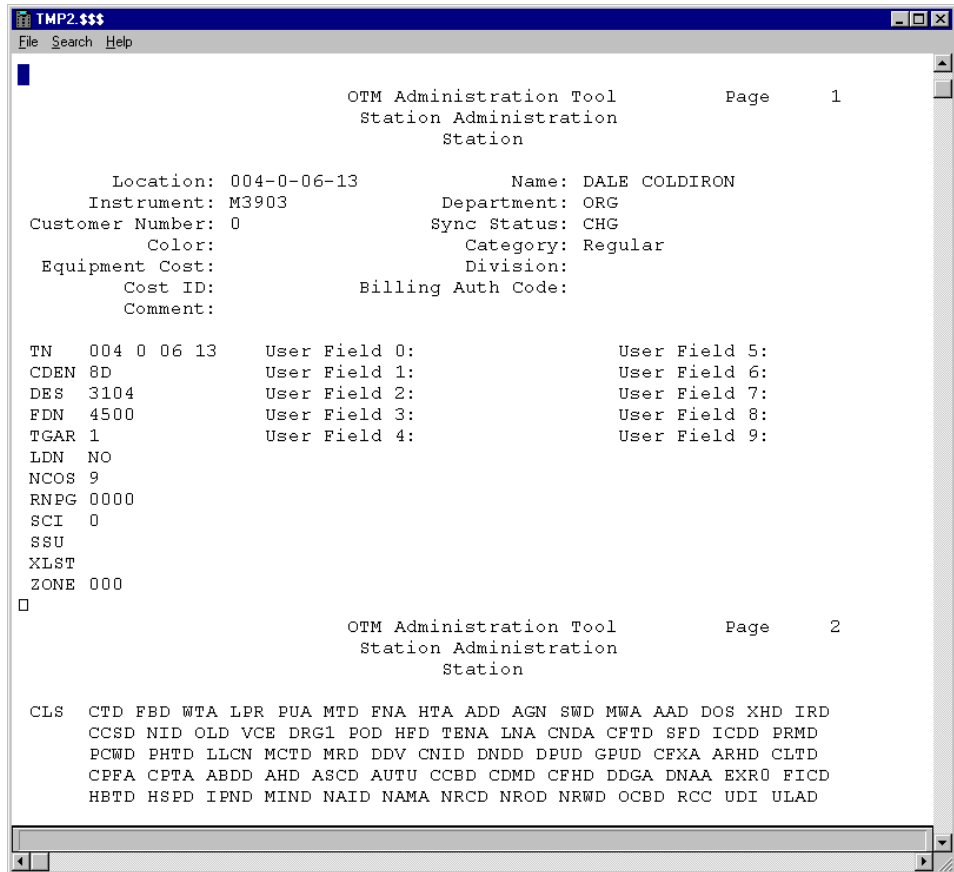 TMP2.$$$
File Search Help
OTM Administration Tool Page 1
Station Administration
Station
Location: 004-0-06-13 Name: DALE COLDIRON
Instrument: M3903 Department: ORG
Customer Number: 0 Sync Status: CHG
Color: Category: Regular
Equipment Cost: Division:
Cost ID: Billing Auth Code:
Comment:
TN 004 0 06 13 User Field 0: User Field 5:
CDEN 8D User Field 1: User Field 6:
DES 3104 User Field 2: User Field 7:
FDN 4500 User Field 3: User Field 8:
TGAR 1 User Field 4: User Field 9:
LDN NO
NCOS 9
RNPG 0000
SCI 0
SSU
XLST
ZONE 000
OTM Administration Tool Page 2
Station Administration
Station
CLS CTD FBD WTA LPR PUA MTD FNA HTA ADD AGN SWD MWA AAD DOS XHD IRD
CCSD NID OLD VCE DRG1 POD HFD TENA LNA CNDA CFTD SFD ICDD PRMD
PCWD PHTD LLCN MCTD MRD DDV CNID DNDD DPUD GPUD CFXA ARHD CLTD
CPFA CPTA ABDD AHD ASCD AUTU CCBD CDMD CFHD DDGA DNAA EXR0 FICD
HBTD HSPD IPND MIND NAID NAMA NRCD NROD NRWD OCBD RCC UDI ULAD